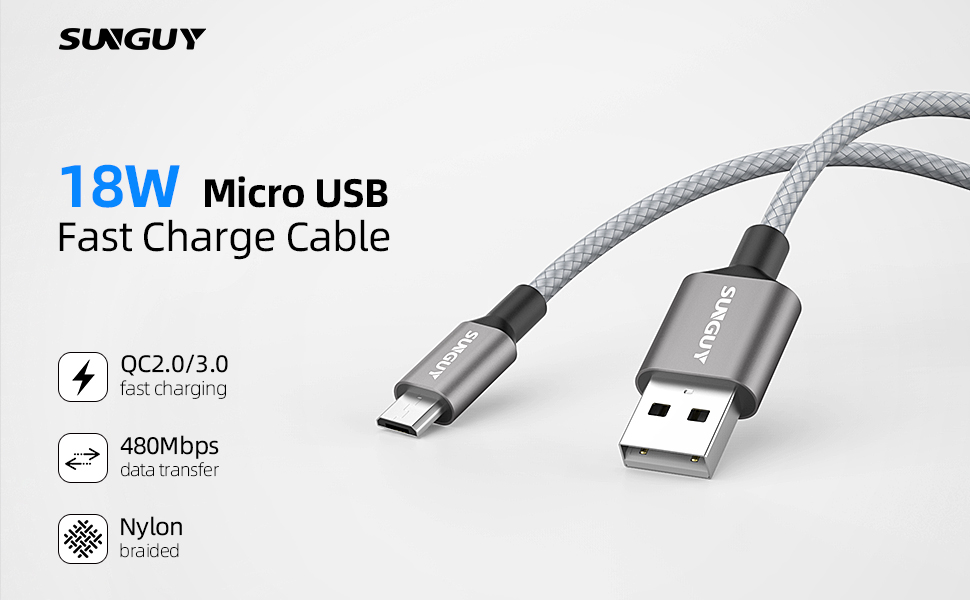 SUNGUY
18W Micro USB
Fast Charge Cable
QC2.0/3.0
fast charging
480Mbps
data transfer
Nylon
braided
SUNGUY
SUNGUY